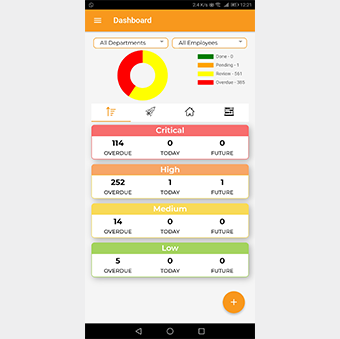 2.4 K/s 12:21
Dashboard
All Departments
All Employees
Done - 0
Pending - 1
Review - 561
Overdue - 385
Critical
114 0 0
OVERDUE TODAY FUTURE
High
252 1 1
OVERDUE TODAY FUTURE
Medium
14 0 0
OVERDUE TODAY FUTURE
Low
5 0 0
OVERDUE TODAY FUTURE
+